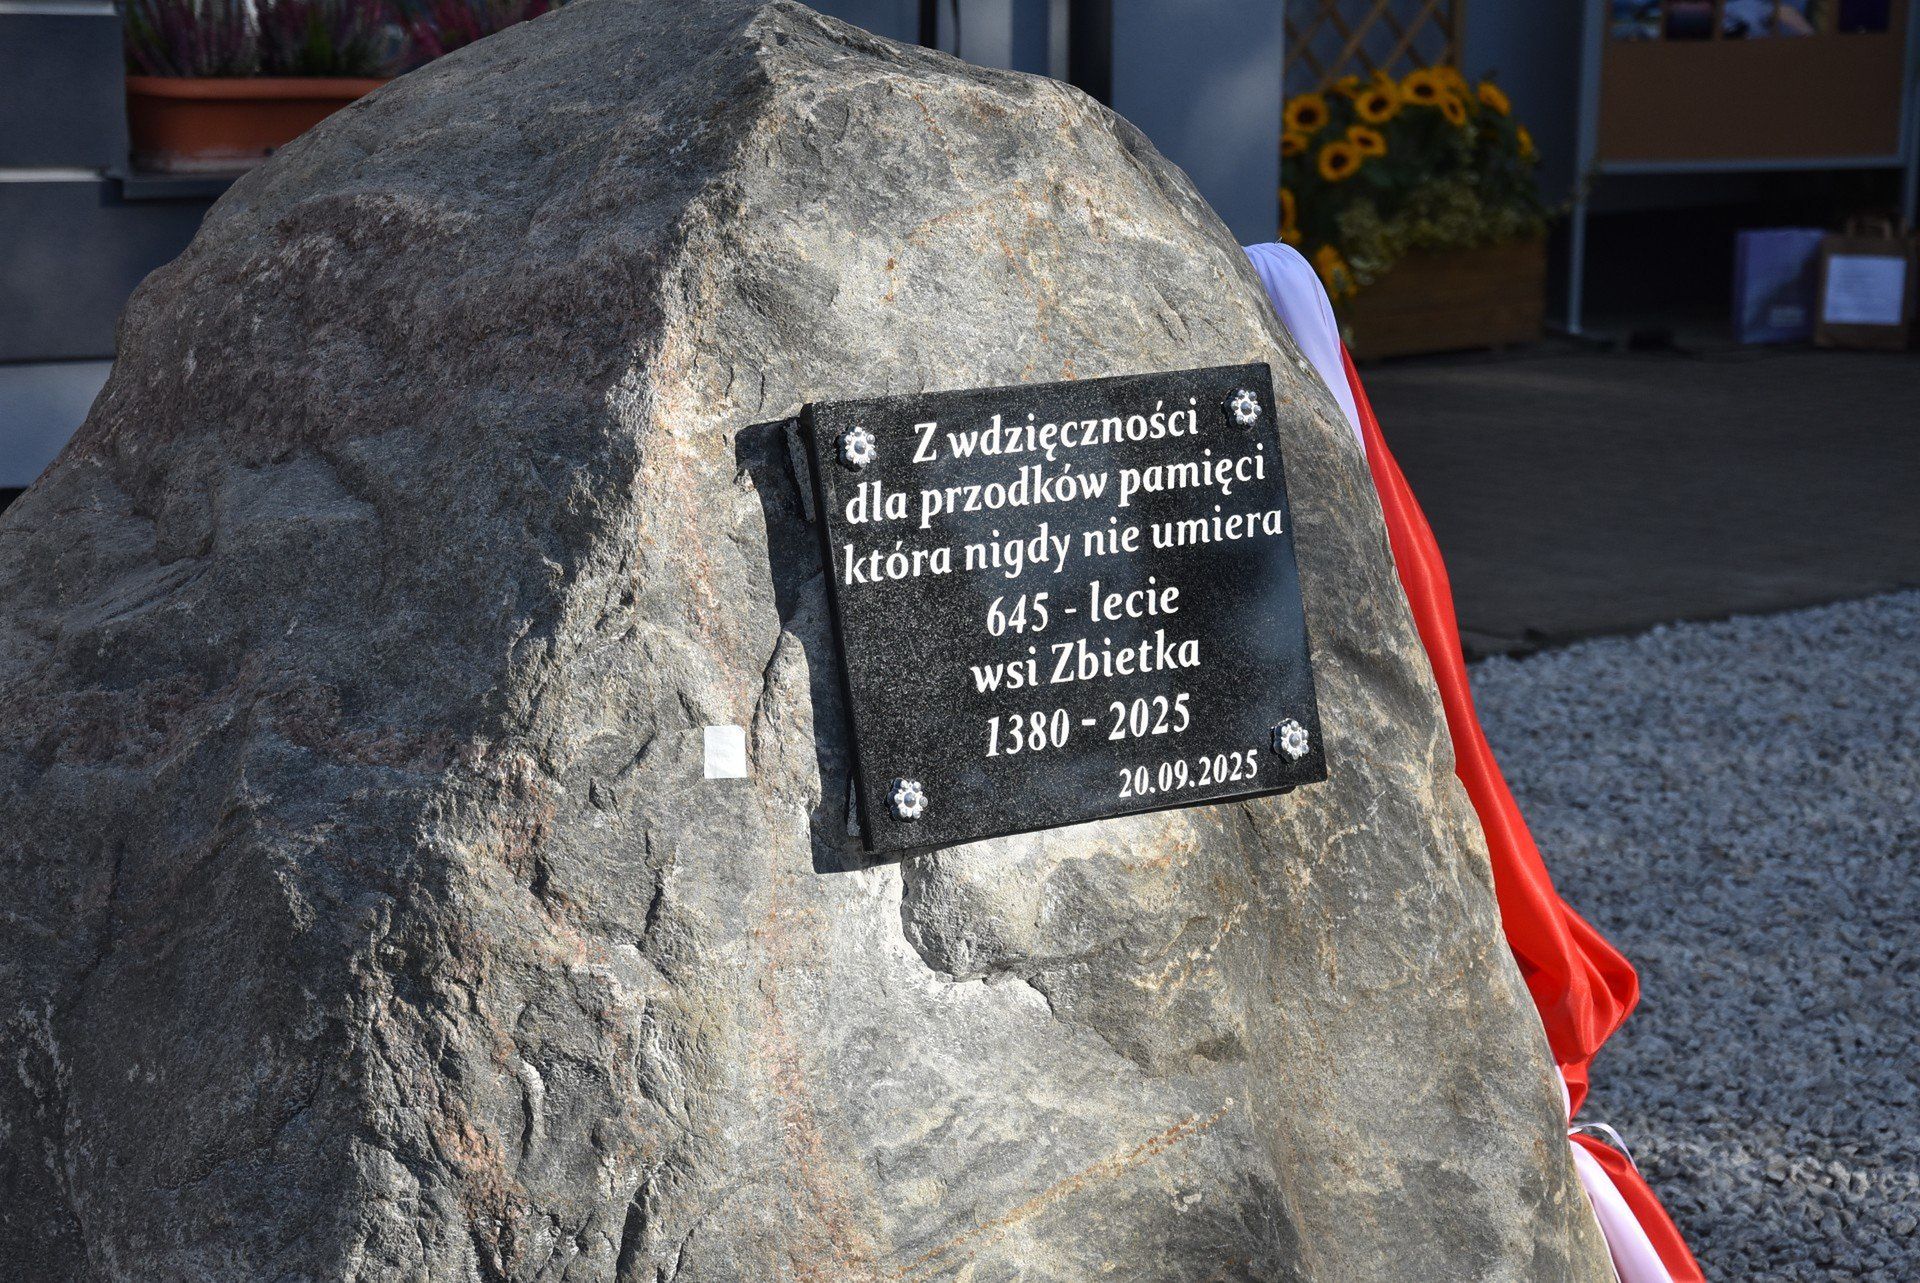 Z wdzięczności
dla przodków pamięci
która nigdy nie umiera
645 - lecie
wsi Zbietka
1380 - 2025
20.09.2025